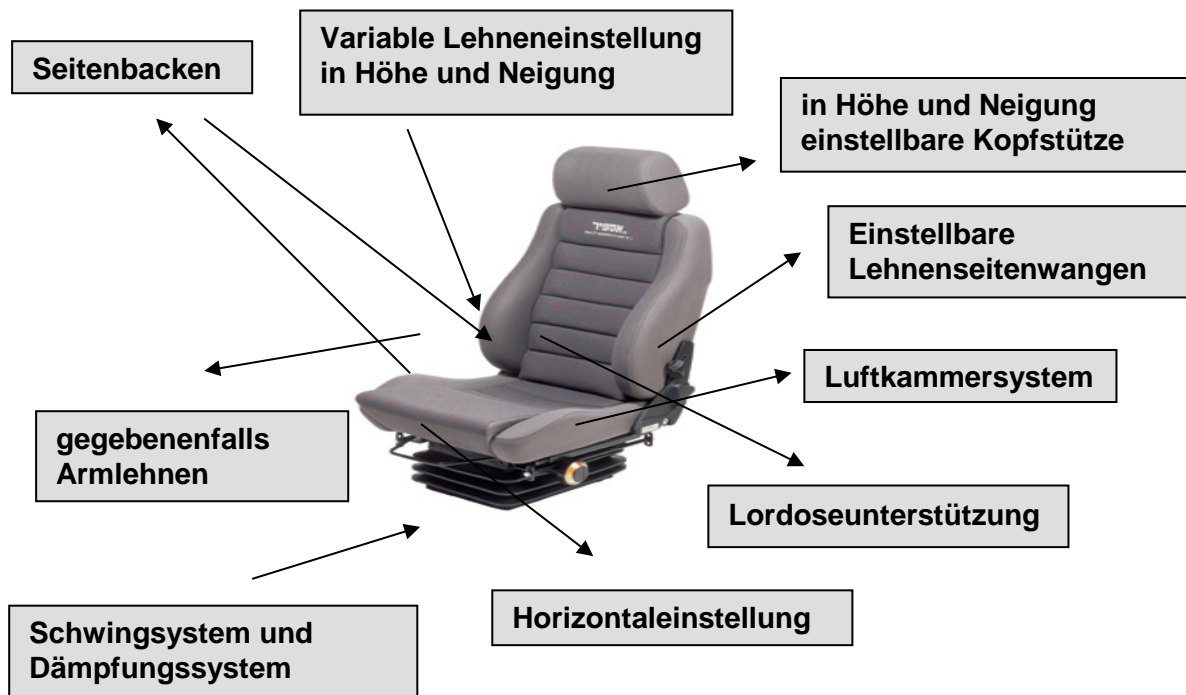 Seitenbacken
Variable Lehneneinstellung
in Höhe und Neigung
in Höhe und Neigung
einstellbare Kopfstütze
Einstellbare
Lehnenseitenwangen
Luftkammersystem
gegebenenfalls
Armlehnen
Lordoseunterstützung
Horizontaleinstellung
Schwingsystem und
Dämpfungssystem